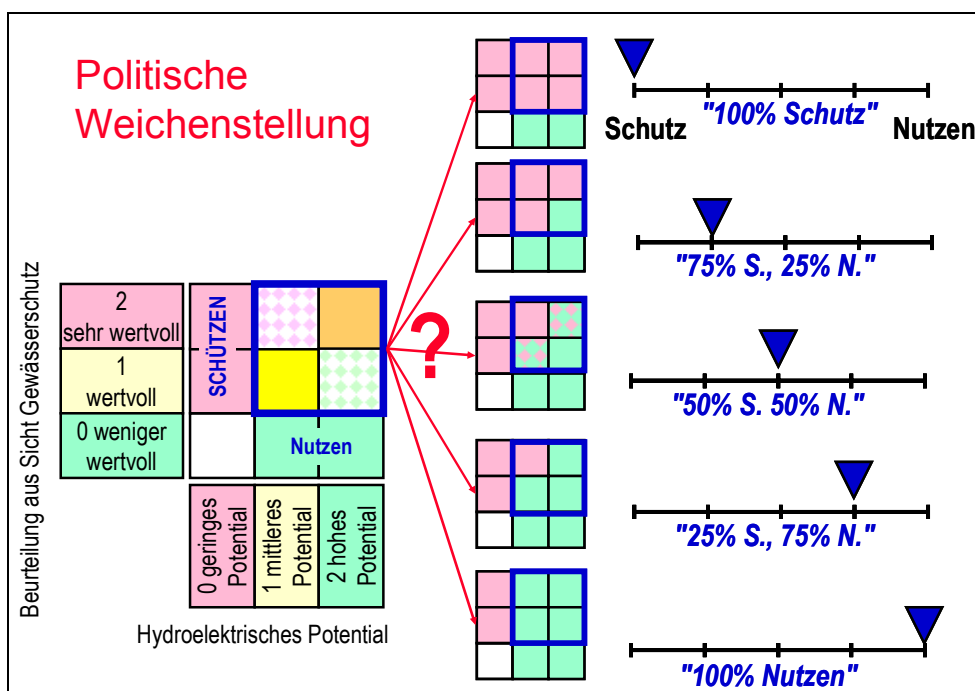 Politische
Weichenstellung
"100% Schutz"
Schutz
Nutzen
"75% S., 25% N."
Beurteilung aus Sicht Gewässerschutz
2
sehr wertvoll
1
wertvoll
0 weniger
wertvoll
SCHÜTZEN
Nutzen
?
"50% S. 50% N."
0 geringes
Potential
1 mittleres
Potential
2 hohes
Potential
Hydroelektrisches Potential
"25% S., 75% N."
"100% Nutzen"